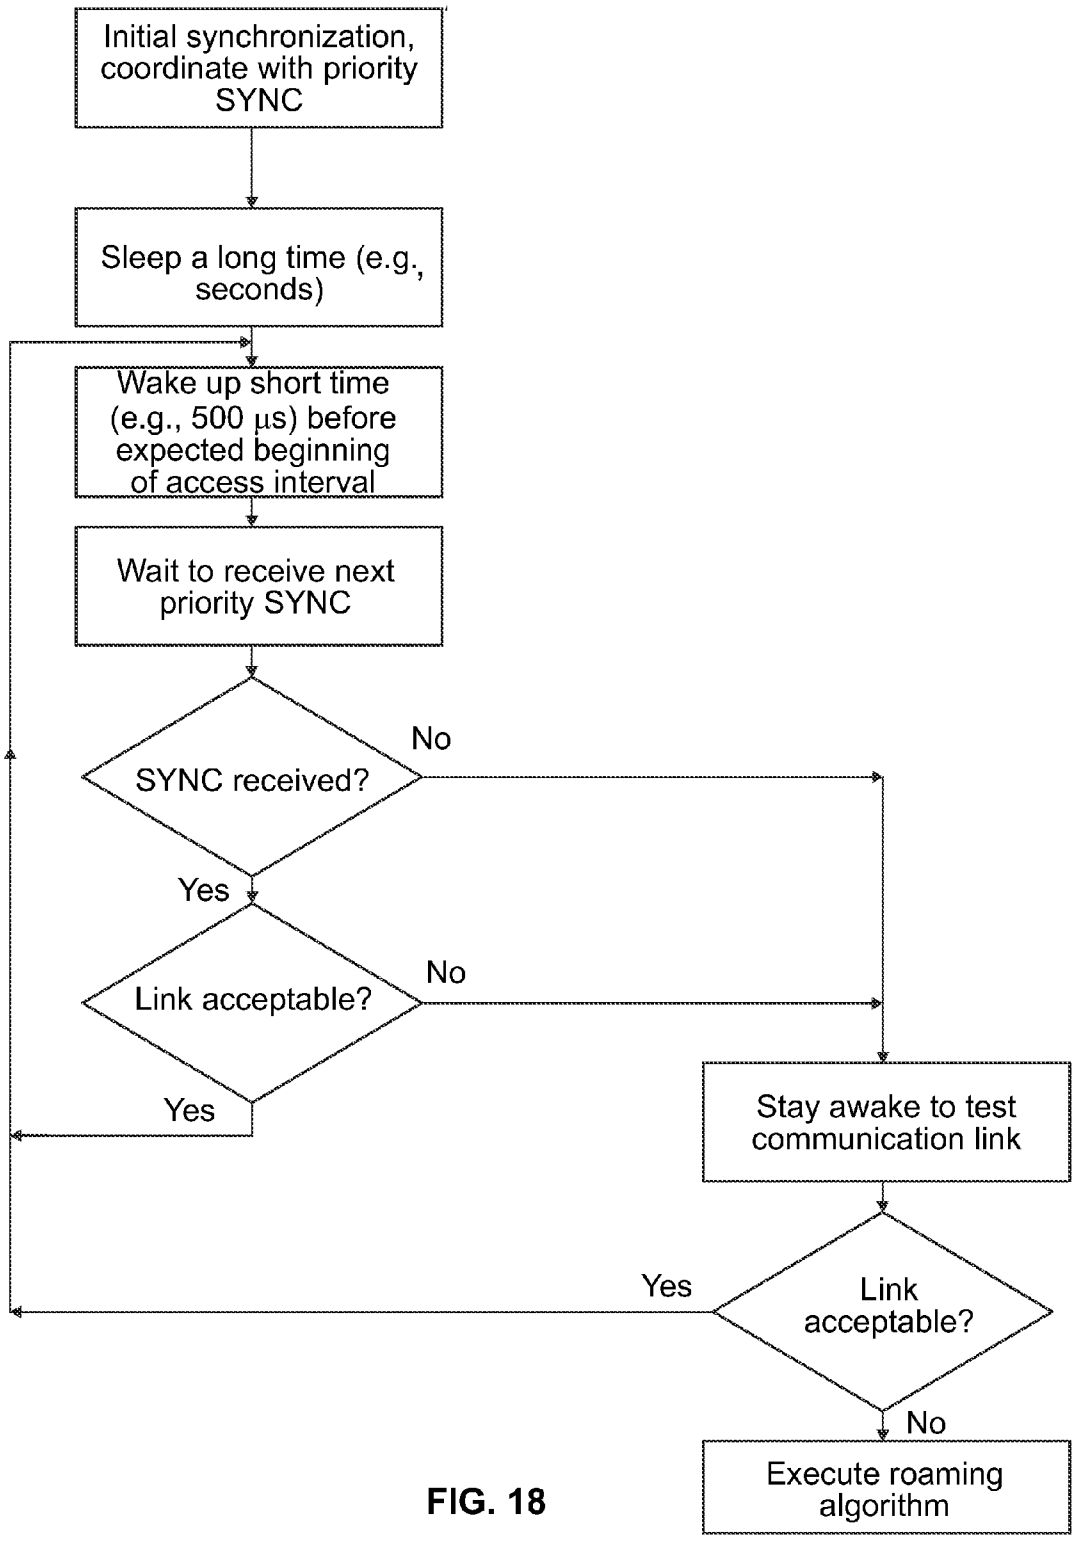 Initial synchronization,
coordinate with priority
SYNC
Sleep a long time (e.g.,
seconds)
Wake up short time
(e.g., 500 μs) before
expected beginning
of access interval
Wait to receive next
priority SYNC
SYNC received?
No
Yes
Link acceptable?
No
Yes
Stay awake to test
communication link
Link
acceptable?
Yes
No
Execute roaming
algorithm
FIG. 18